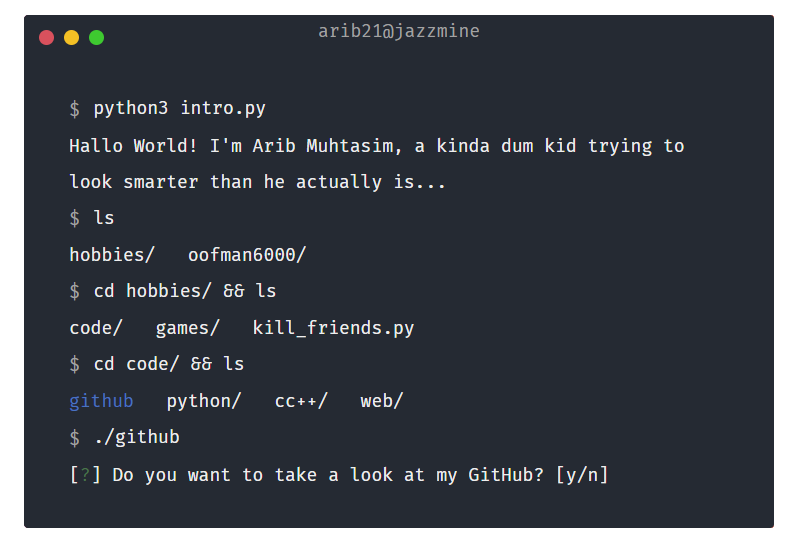 arib21@jazzmine
$ python3 intro.py
Hallo World! I'm Arib Muhtasim, a kinda dum kid trying to
look smarter than he actually is...
$ ls
hobbies/ oofman6000/
$ cd hobbies/ && ls
code/ games/ kill_friends.py
$ cd code/ && ls
github python/ cc++/ web/
$ ./github
[?] Do you want to take a look at my GitHub? [y/n]